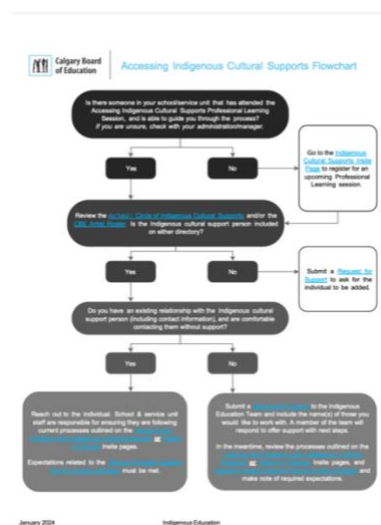 Calgary Board
of Education
Accessing Indigenous Cultural Supports Flowchart
Is there someone in your school/service unit that has attended the
Accessing Indigenous Cultural Supports Professional Learning
Session, and is able to guide you through the process?
If you are unsure, check with your administration/manager.
Yes
No
Go to the Indigenous
Cultural Supports Insite
Page to register for an
upcoming Professional
Learning session.
Review the Circle of Indigenous Cultural Supports and/or the
CBE Artist Roster. Is the Indigenous cultural support person included
on either directory?
Yes
No
Submit a Request for
Support to ask for the
individual to be added.
Do you have an existing relationship with the Indigenous cultural
support person (including contact information), and are comfortable
contacting them without support?
Yes
No
Reach out to the individual. School & service unit
staff are responsible for ensuring they are following
current processes outlined on the
Insite pages.
Expectations related to the
must be met.
Submit a to the Indigenous
Education Team and include the name(s) of those you
would like to work with. A member of the team will
respond to offer support with next steps.
In the meantime, review the processes outlined on the
Insite pages, and
make note of required expectations.
January 2024
Indigenous Education